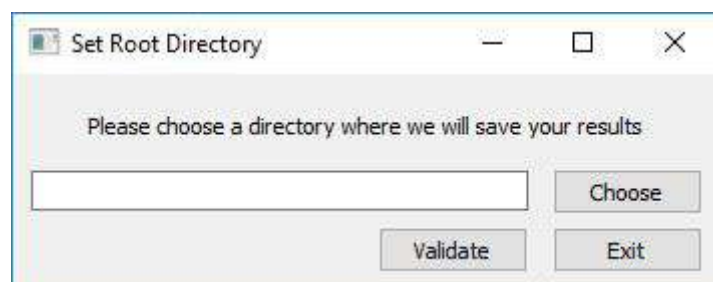 Set Root Directory
Please choose a directory where we will save your results
Choose
Validate Exit